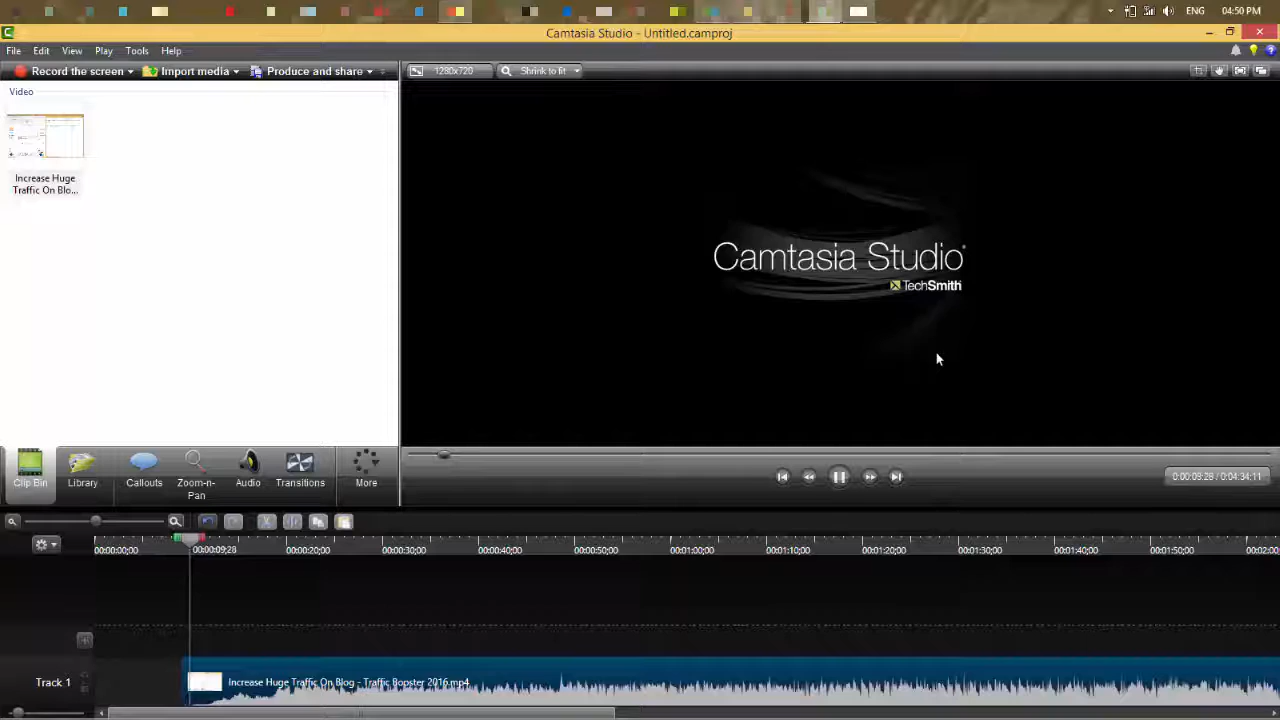 ENG
04:50 PM
Camtasia Studio - Untitled.camproj
File Edit View Play Tools Help
Record the screen Import media Produce and share
1280x720 Shrink to fit
Video
Increase Huge
Traffic On Blo...
Camtasia Studio
TechSmith
Clip Bin Library Callouts Zoom-n-
Pan Audio Transitions More
0:00:09:28 / 0:04:34:11
00:00:00;00 00:00:09;28 00:00:20;00 00:00:30;00 00:00:40;00 00:00:50;00 00:01:00;00 00:01:10;00 00:01:20;00 00:01:30;00 00:01:40;00 00:01:50;00 00:02:00
Track 1
Increase Huge Traffic On Blog - Traffic Bopster 2016.mp4